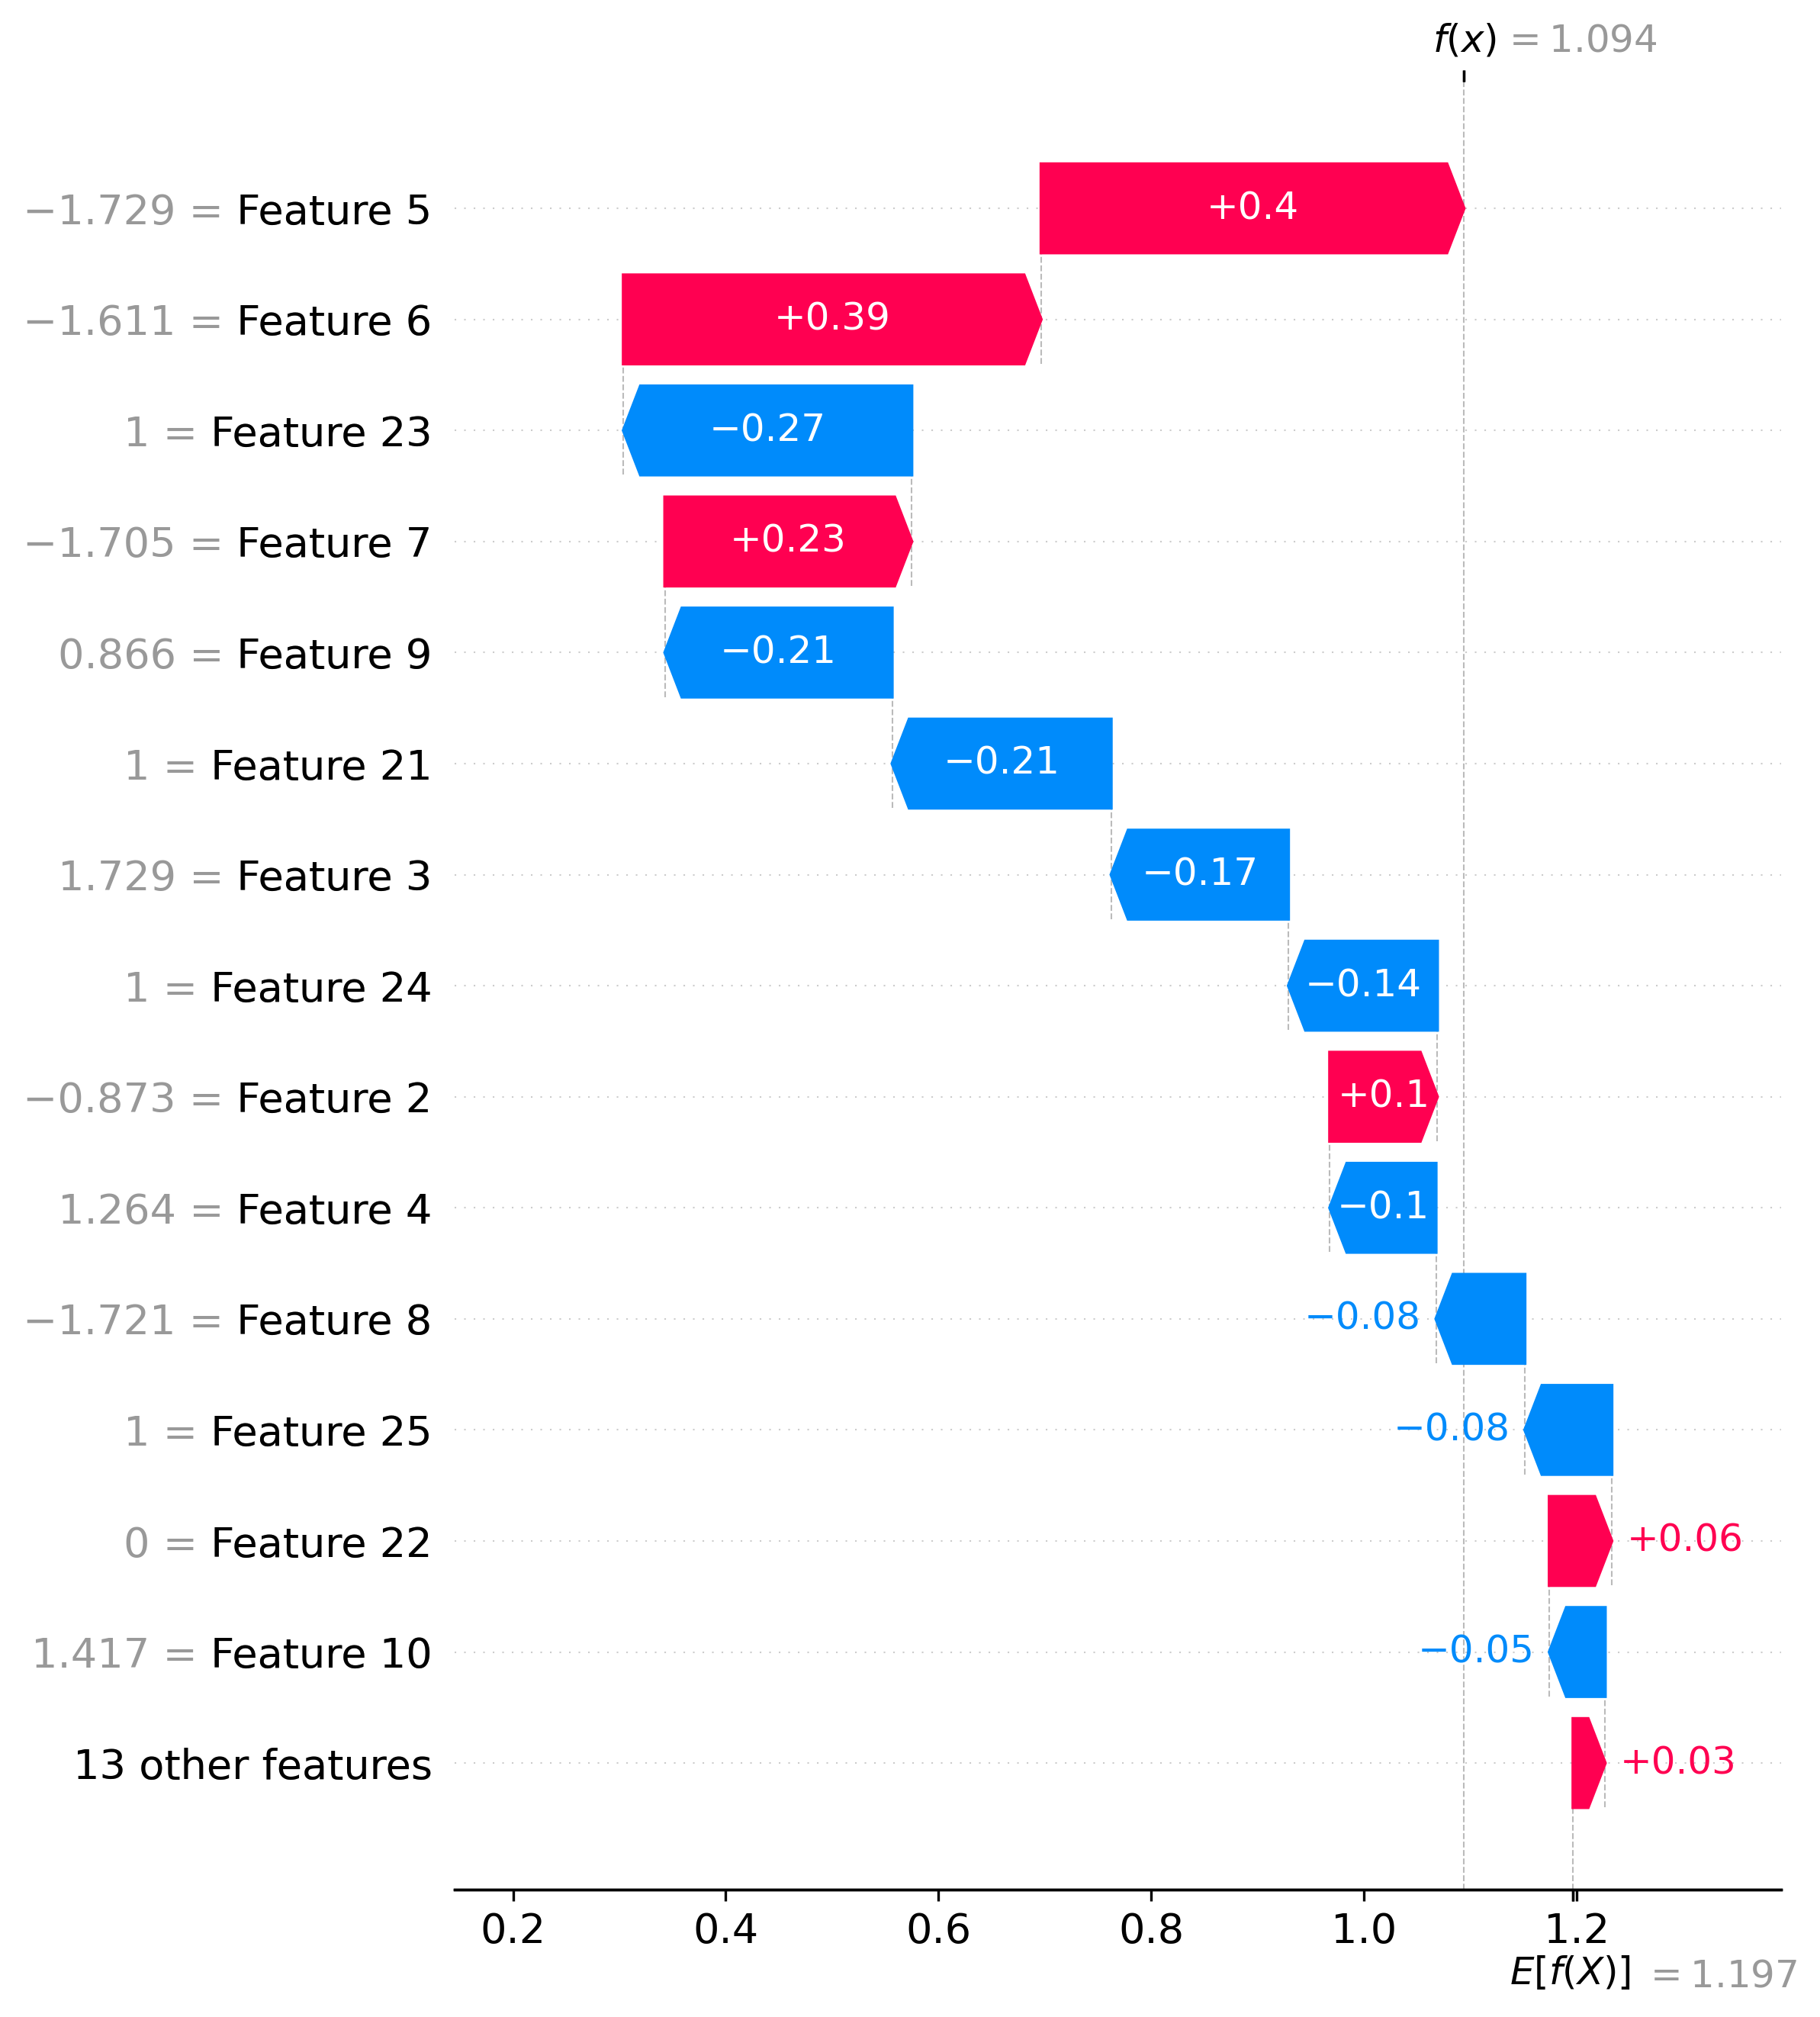 f(x) = 1.094
−1.729 = Feature 5 +0.4
−1.611 = Feature 6 +0.39
1 = Feature 23 −0.27
−1.705 = Feature 7 +0.23
0.866 = Feature 9 −0.21
1 = Feature 21 −0.21
1.729 = Feature 3 −0.17
1 = Feature 24 −0.14
−0.873 = Feature 2 +0.1
1.264 = Feature 4 −0.1
−1.721 = Feature 8 −0.08
1 = Feature 25 −0.08
0 = Feature 22 +0.06
1.417 = Feature 10 −0.05
13 other features +0.03
0.2 0.4 0.6 0.8 1.0 1.2
E[f(X)] = 1.197